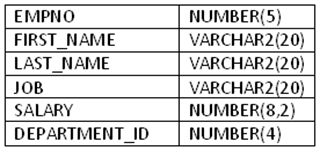 EMPNO NUMBER(5)
FIRST_NAME VARCHAR2(20)
LAST_NAME VARCHAR2(20)
JOB VARCHAR2(20)
SALARY NUMBER(8,2)
DEPARTMENT_ID NUMBER(4)